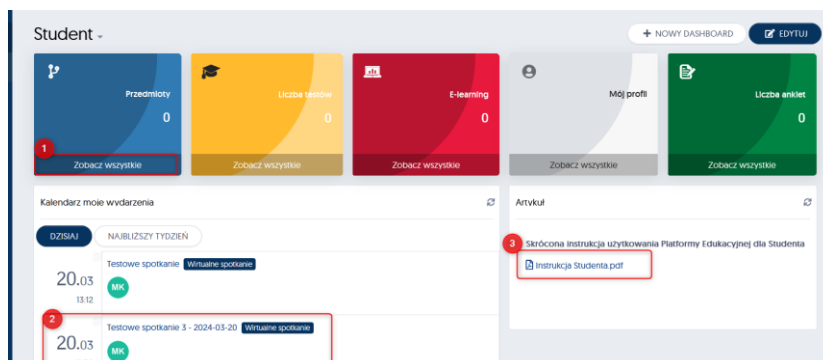 Student
+ NOWY DASHBOARD
EDYTUJ
Przedmioty
0
Zobacz wszystkie
Liczba testów
0
Zobacz wszystkie
E-learning
0
Zobacz wszystkie
Mój profil
Zobacz wszystkie
Liczba ankiet
0
Zobacz wszystkie
1
Kalendarz moje wydarzenia
DZISIAJ
NAJBLIŻSZY TYDZIEŃ
20.03
13:12
Testowe spotkanie Wirtualne spotkanie
MK
2
20.03
Testowe spotkanie 3 - 2024-03-20 Wirtualne spotkanie
MK
Artykuł
3
Skrócona instrukcja użytkowania Platformy Edukacyjnej dla Studenta
Instrukcja Studenta.pdf